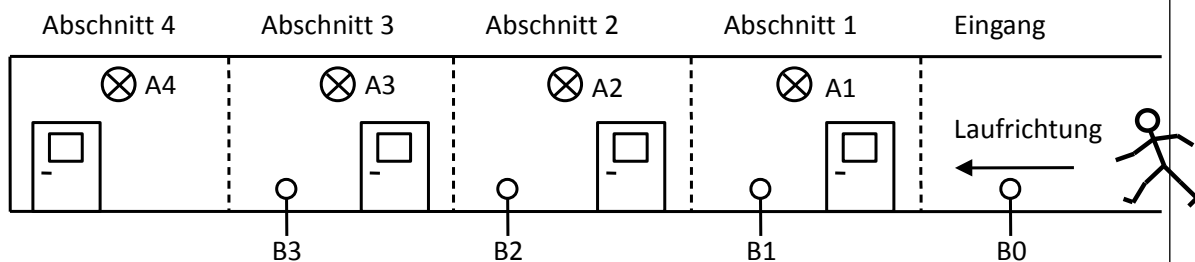 Abschnitt 4 Abschnitt 3 Abschnitt 2 Abschnitt 1 Eingang
A4 A3 A2 A1
Laufrichtung
B3 B2 B1 B0